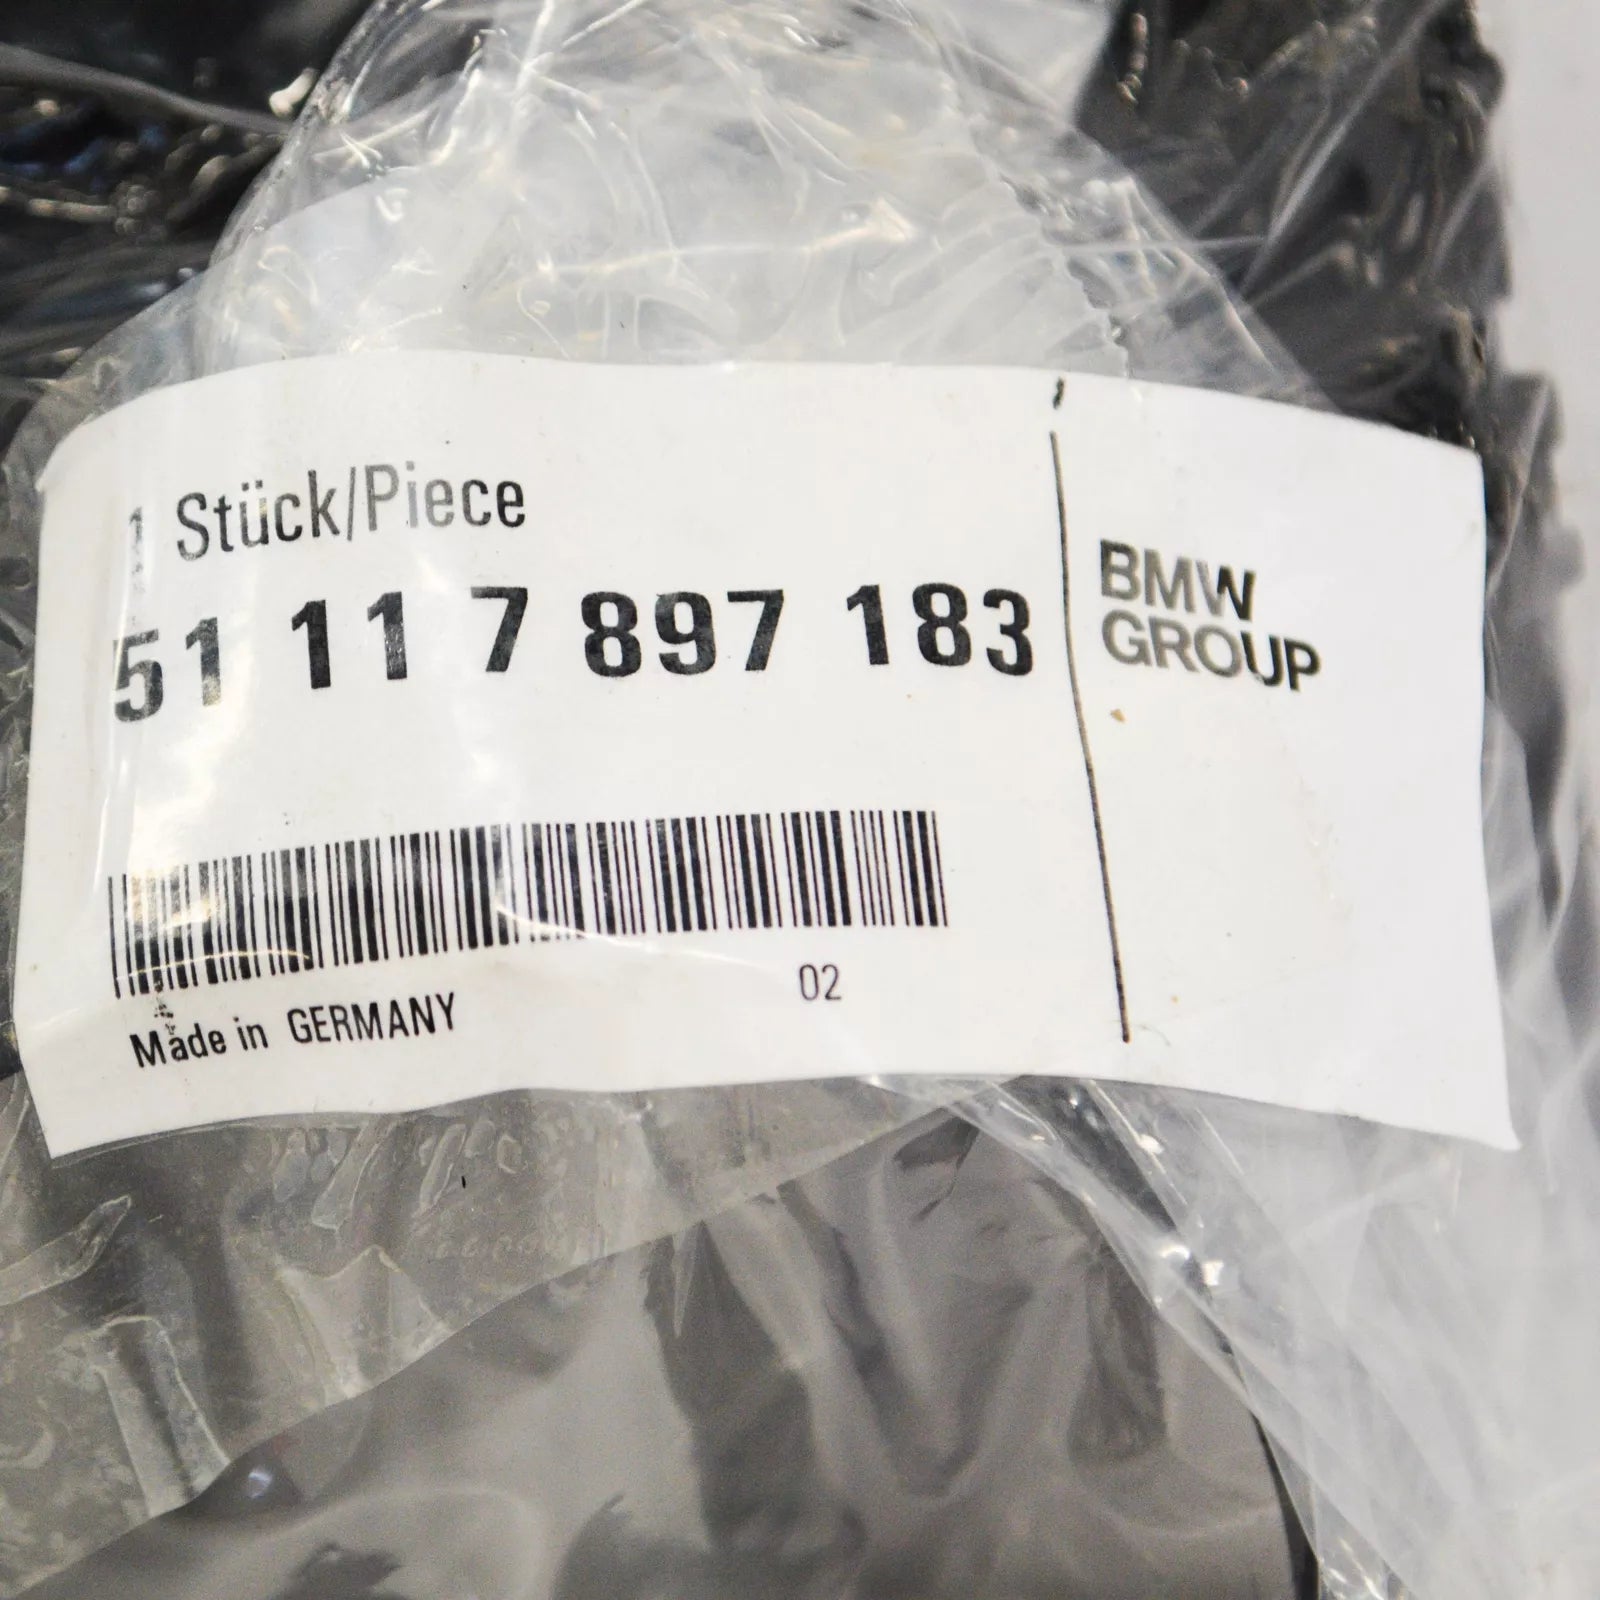 1 Stück/Piece
51 11 7 897 183
BMW
GROUP
Made in GERMANY
02